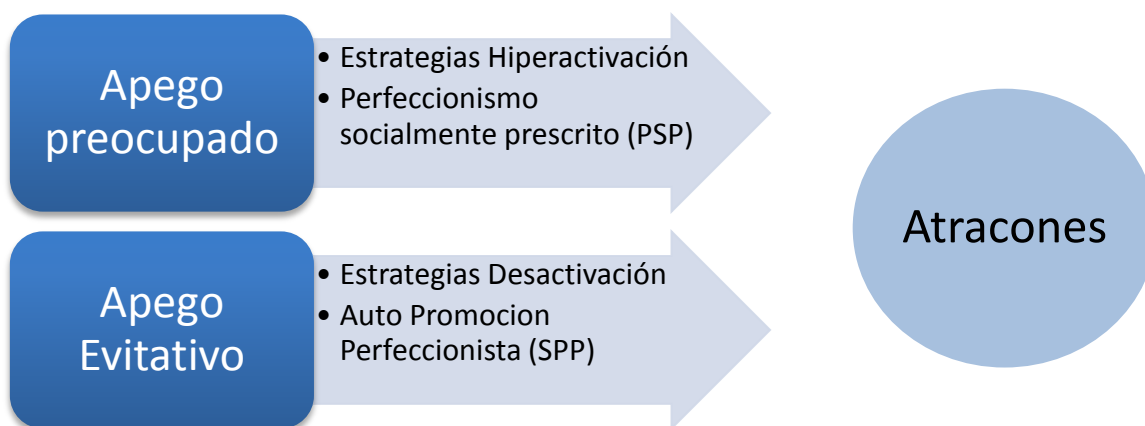 Apego
preocupado
• Estrategias Hiperactivación
• Perfeccionismo
socialmente prescrito (PSP)
Apego
Evitativo
• Estrategias Desactivación
• Auto Promocion
Perfeccionista (SPP)
Atracones